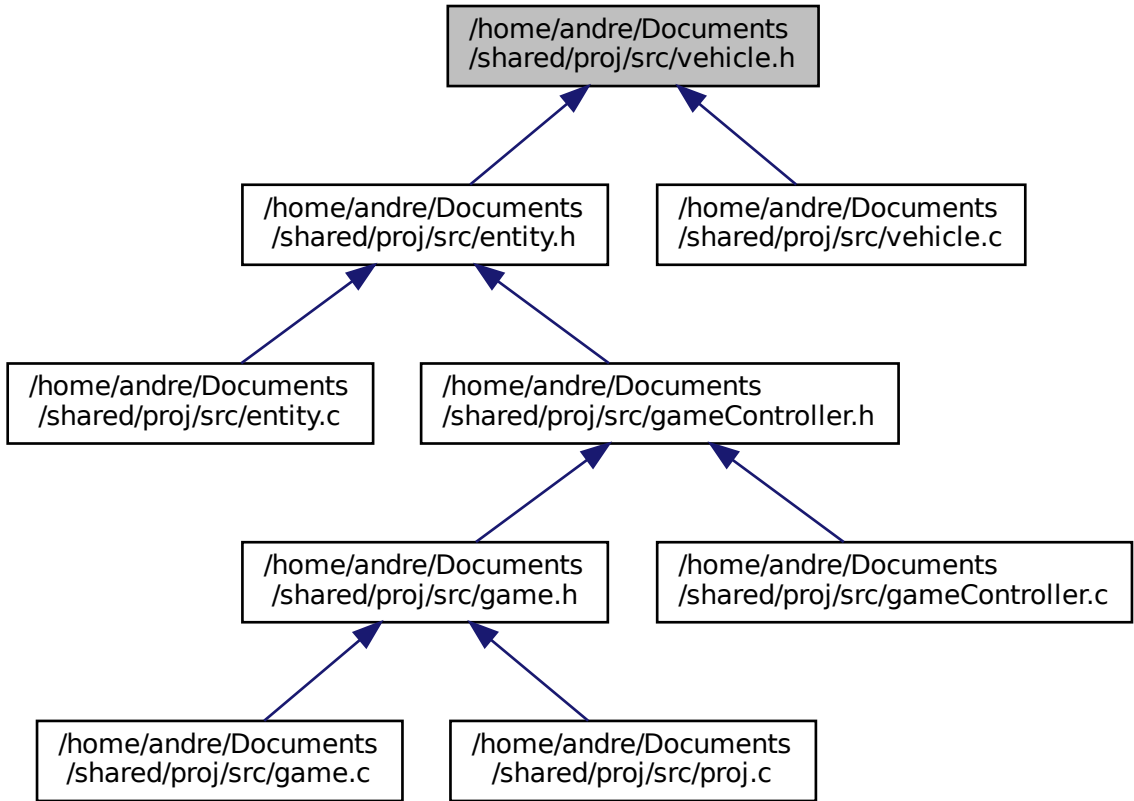 /home/andre/Documents
/shared/proj/src/vehicle.h
/home/andre/Documents
/shared/proj/src/entity.h
/home/andre/Documents
/shared/proj/src/vehicle.c
/home/andre/Documents
/shared/proj/src/entity.c
/home/andre/Documents
/shared/proj/src/gameController.h
/home/andre/Documents
/shared/proj/src/game.h
/home/andre/Documents
/shared/proj/src/gameController.c
/home/andre/Documents
/shared/proj/src/game.c
/home/andre/Documents
/shared/proj/src/proj.c